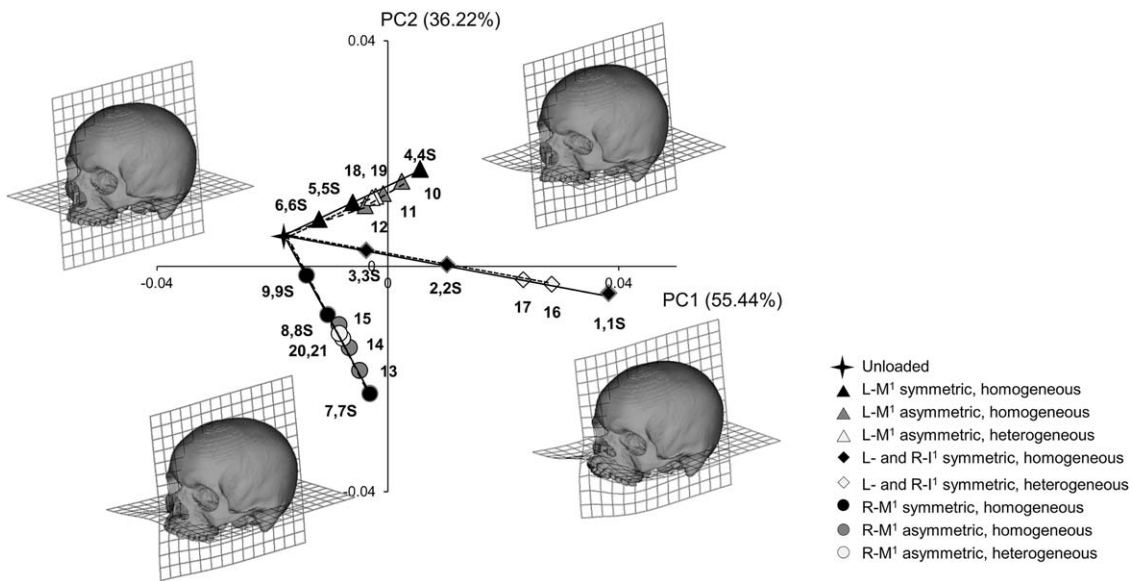 PC2 (36.22%)
0.04
4,4S
18, 19
5,5S
10
6,6S
11
12
-0.04
0
0.04
3,3S
2,2S
9,9S
17
16
PC1 (55.44%)
1,1S
15
8,8S
14
20,21
13
7,7S
-0.04
Unloaded
L-M¹ symmetric, homogeneous
L-M¹ asymmetric, homogeneous
L-M¹ asymmetric, heterogeneous
L- and R-I¹ symmetric, homogeneous
L- and R-I¹ symmetric, heterogeneous
R-M¹ symmetric, homogeneous
R-M¹ asymmetric, homogeneous
R-M¹ asymmetric, heterogeneous